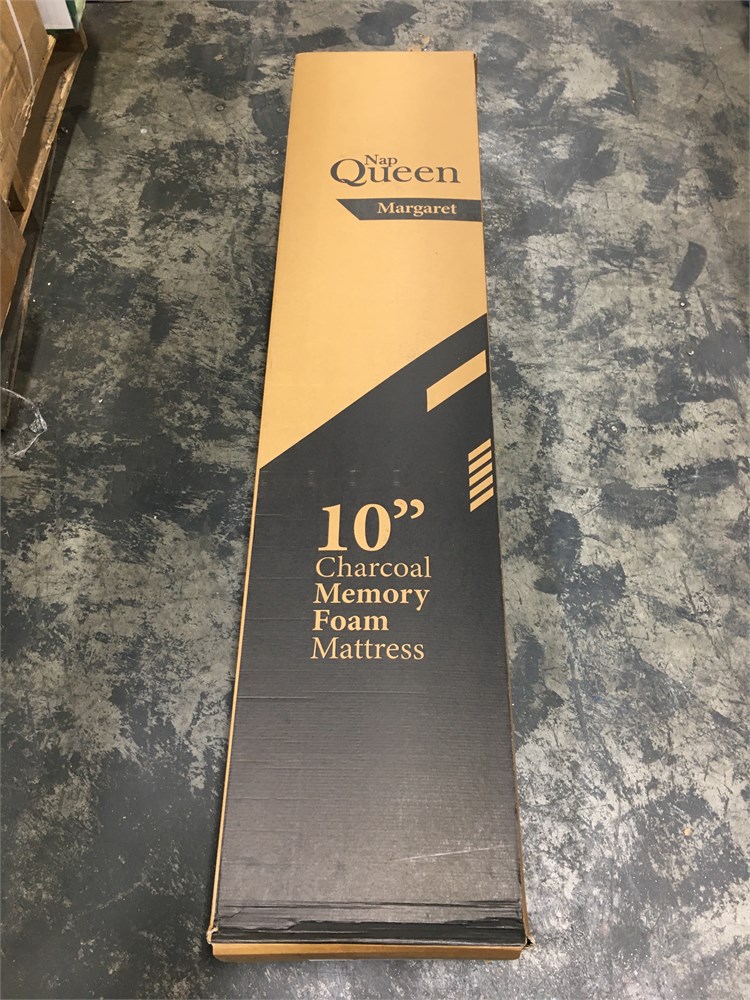 Nap
Queen
Margaret
10”
Charcoal
Memory
Foam
Mattress